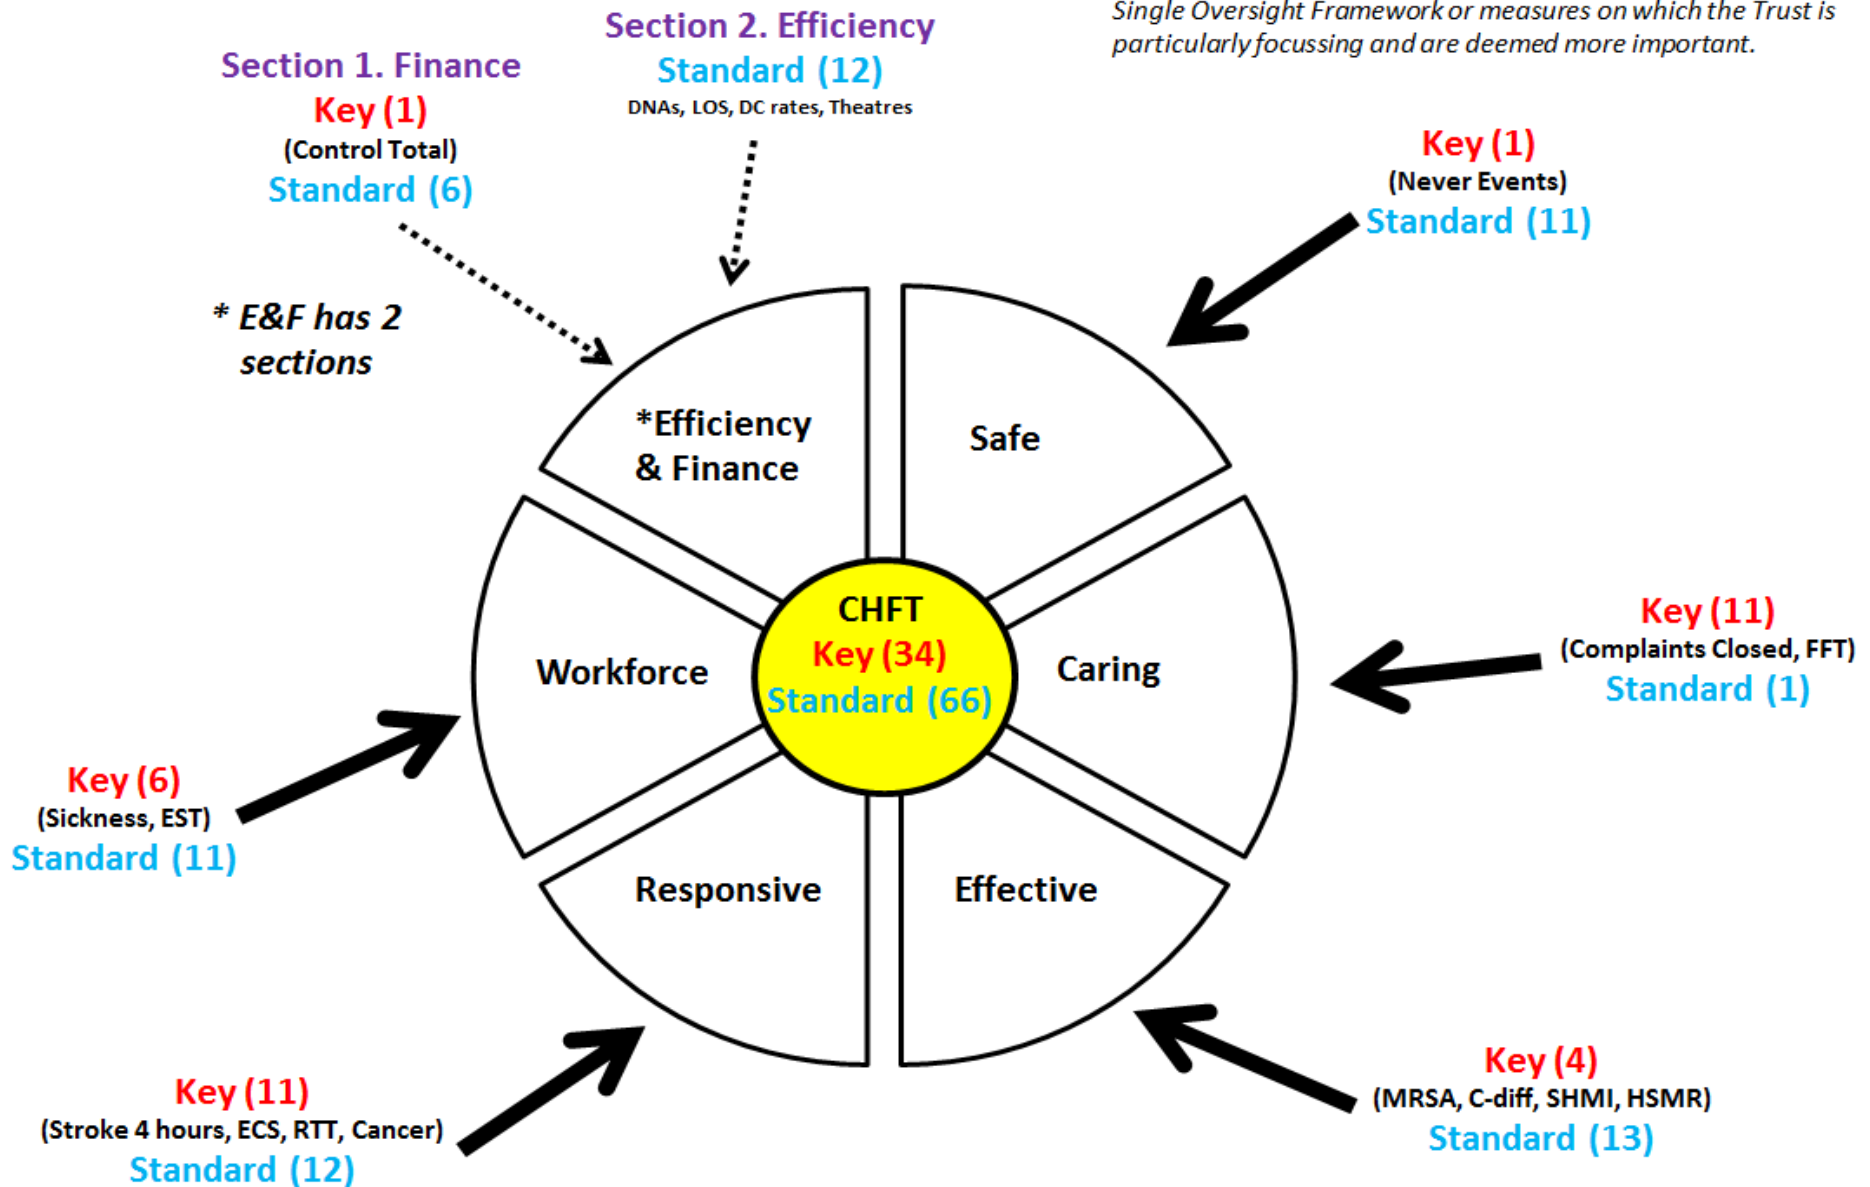 Single Oversight Framework or measures on which the Trust is
particularly focussing and are deemed more important.
Section 1. Finance
Key (1)
(Control Total)
Standard (6)
Section 2. Efficiency
Standard (12)
DNAs, LOS, DC rates, Theatres
Key (1)
(Never Events)
Standard (11)
* E&F has 2
sections
*Efficiency
& Finance
Safe
CHFT
Key (34)
Standard (66)
Workforce
Caring
Key (11)
(Complaints Closed, FFT)
Standard (1)
Key (6)
(Sickness, EST)
Standard (11)
Responsive
Effective
Key (11)
(Stroke 4 hours, ECS, RTT, Cancer)
Standard (12)
Key (4)
(MRSA, C-diff, SHMI, HSMR)
Standard (13)